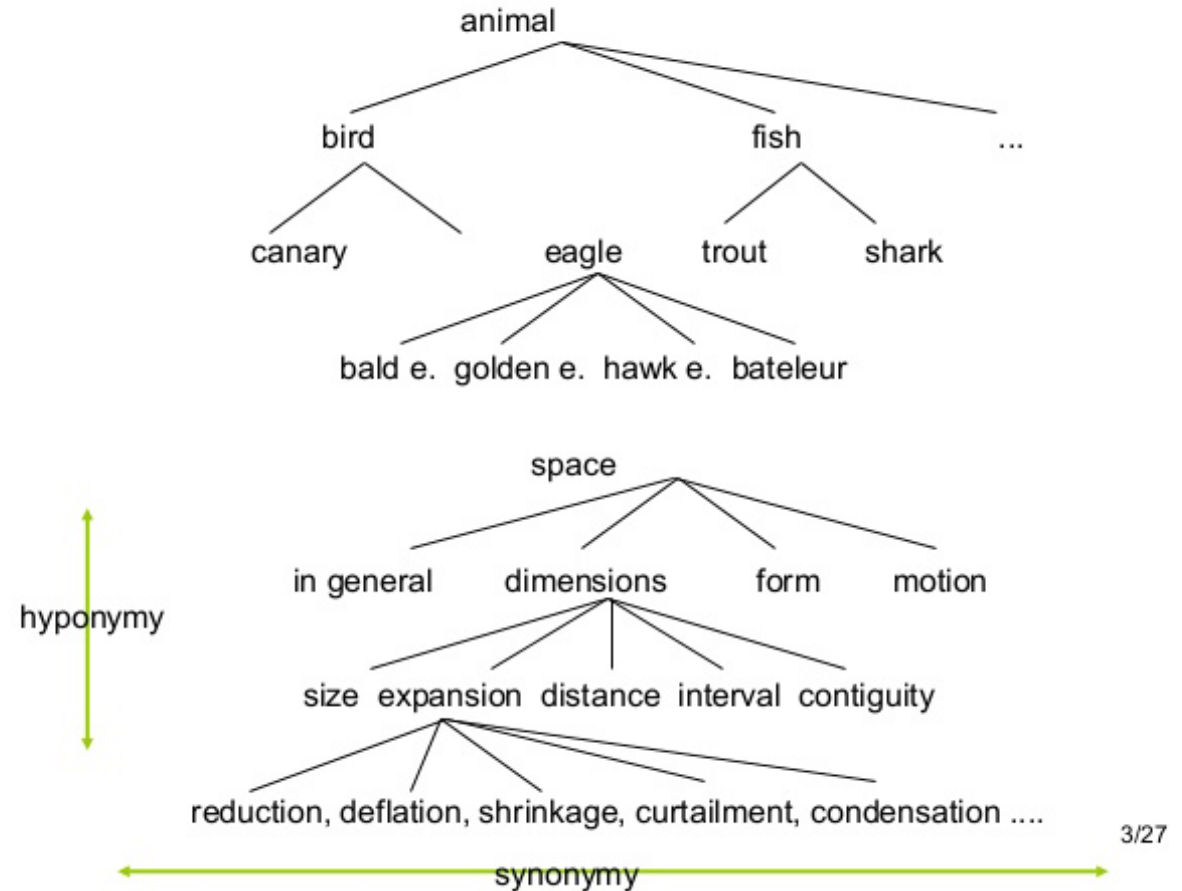 animal
bird fish ...
canary eagle trout shark
bald e. golden e. hawk e. bateleur
space
in general dimensions form motion
hyponymy
size expansion distance interval contiguity
reduction, deflation, shrinkage, curtailment, condensation ....
3/27
synonymy